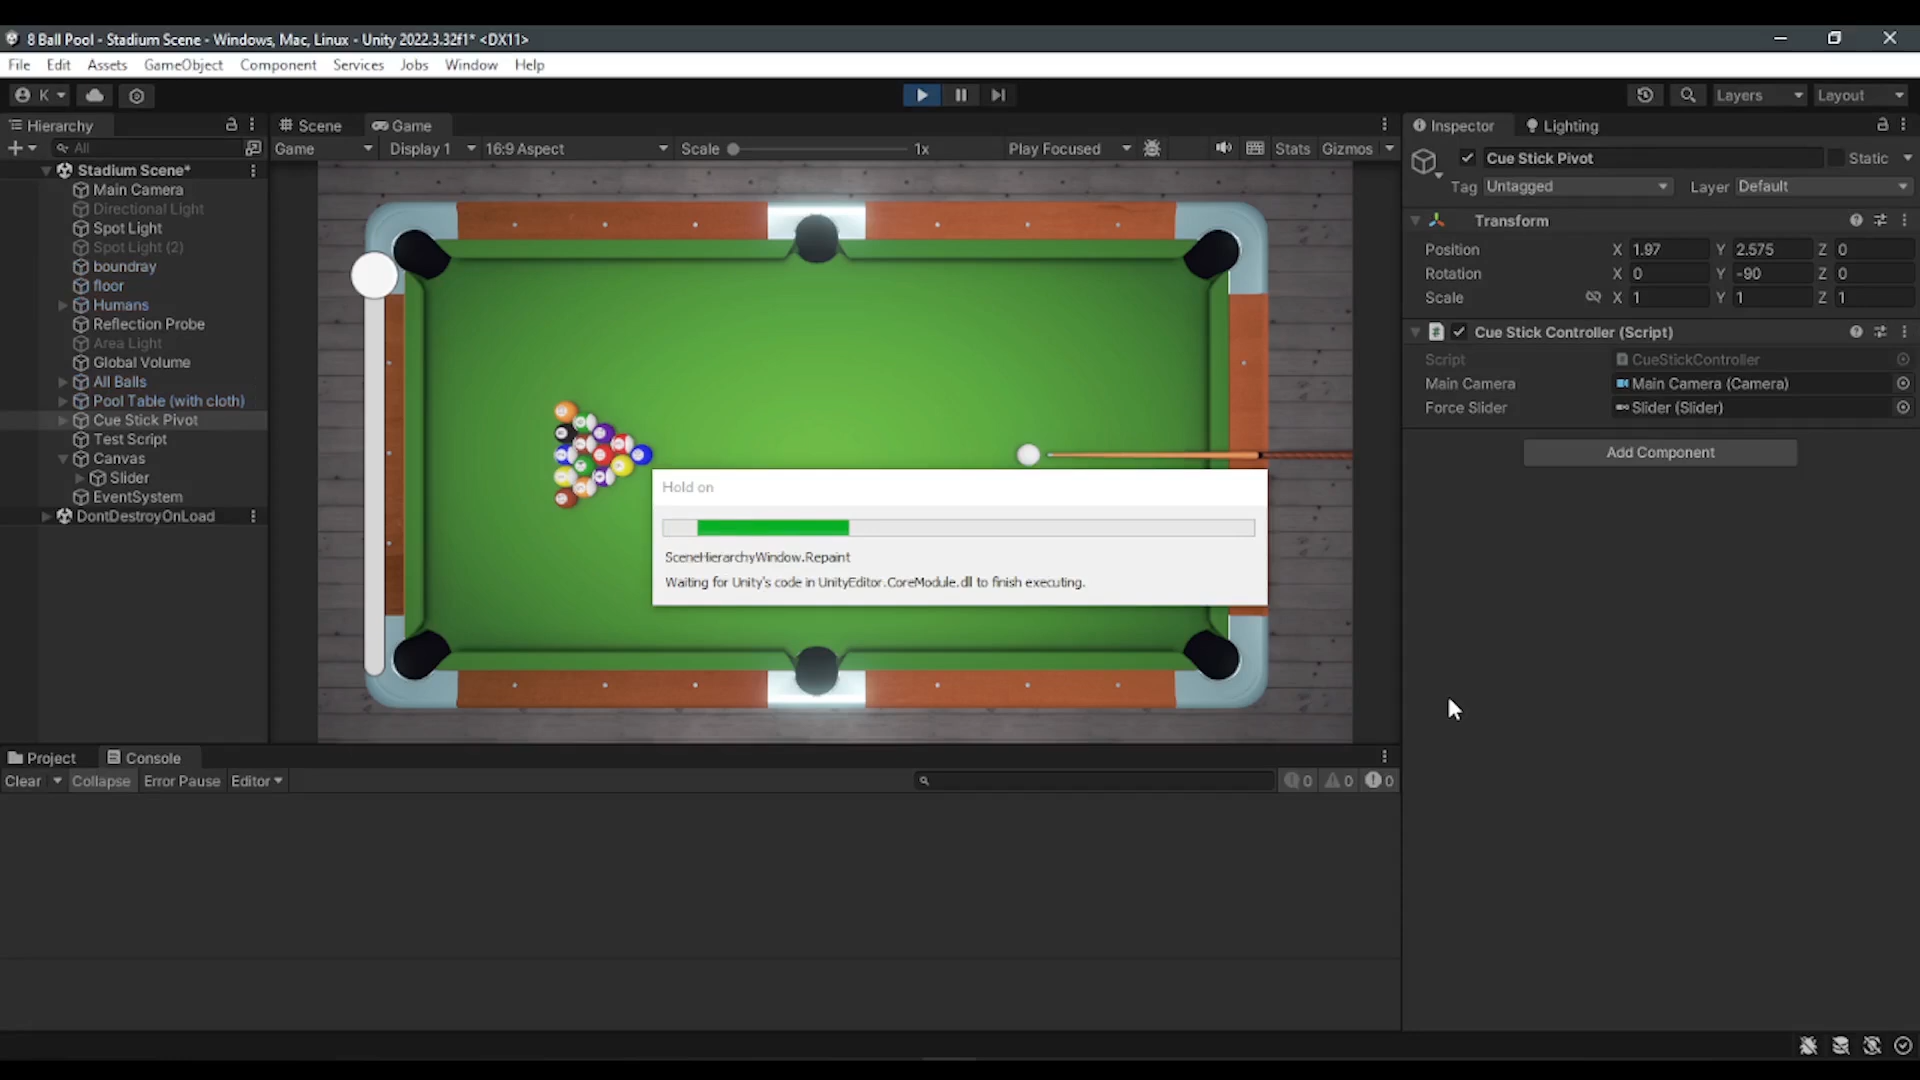 8 Ball Pool - Stadium Scene - Windows, Mac, Linux - Unity 2022.3.32f1* <DX11>
File Edit Assets GameObject Component Services Jobs Window Help
K Layers Layout
Hierarchy
All
Stadium Scene*
Main Camera
Directional Light
Spot Light
Spot Light (2)
boundray
floor
Humans
Reflection Probe
Area Light
Global Volume
All Balls
Pool Table (with cloth)
Cue Stick Pivot
Test Script
Canvas
Slider
EventSystem
DontDestroyOnLoad
Scene Game
Game Display 1 16:9 Aspect Scale 1x Play Focused Stats Gizmos
Hold on
SceneHierarchyWindow.Repaint
Waiting for Unity's code in UnityEditor.CoreModule.dll to finish executing.
Inspector Lighting
Cue Stick Pivot Static
Tag Untagged Layer Default
Transform
Position X 1.97 Y 2.575 Z 0
Rotation X 0 Y -90 Z 0
Scale X 1 Y 1 Z 1
Cue Stick Controller (Script)
Script CueStickController
Main Camera Main Camera (Camera)
Force Slider Slider (Slider)
Add Component
Project Console
Clear Collapse Error Pause Editor 0 0 0